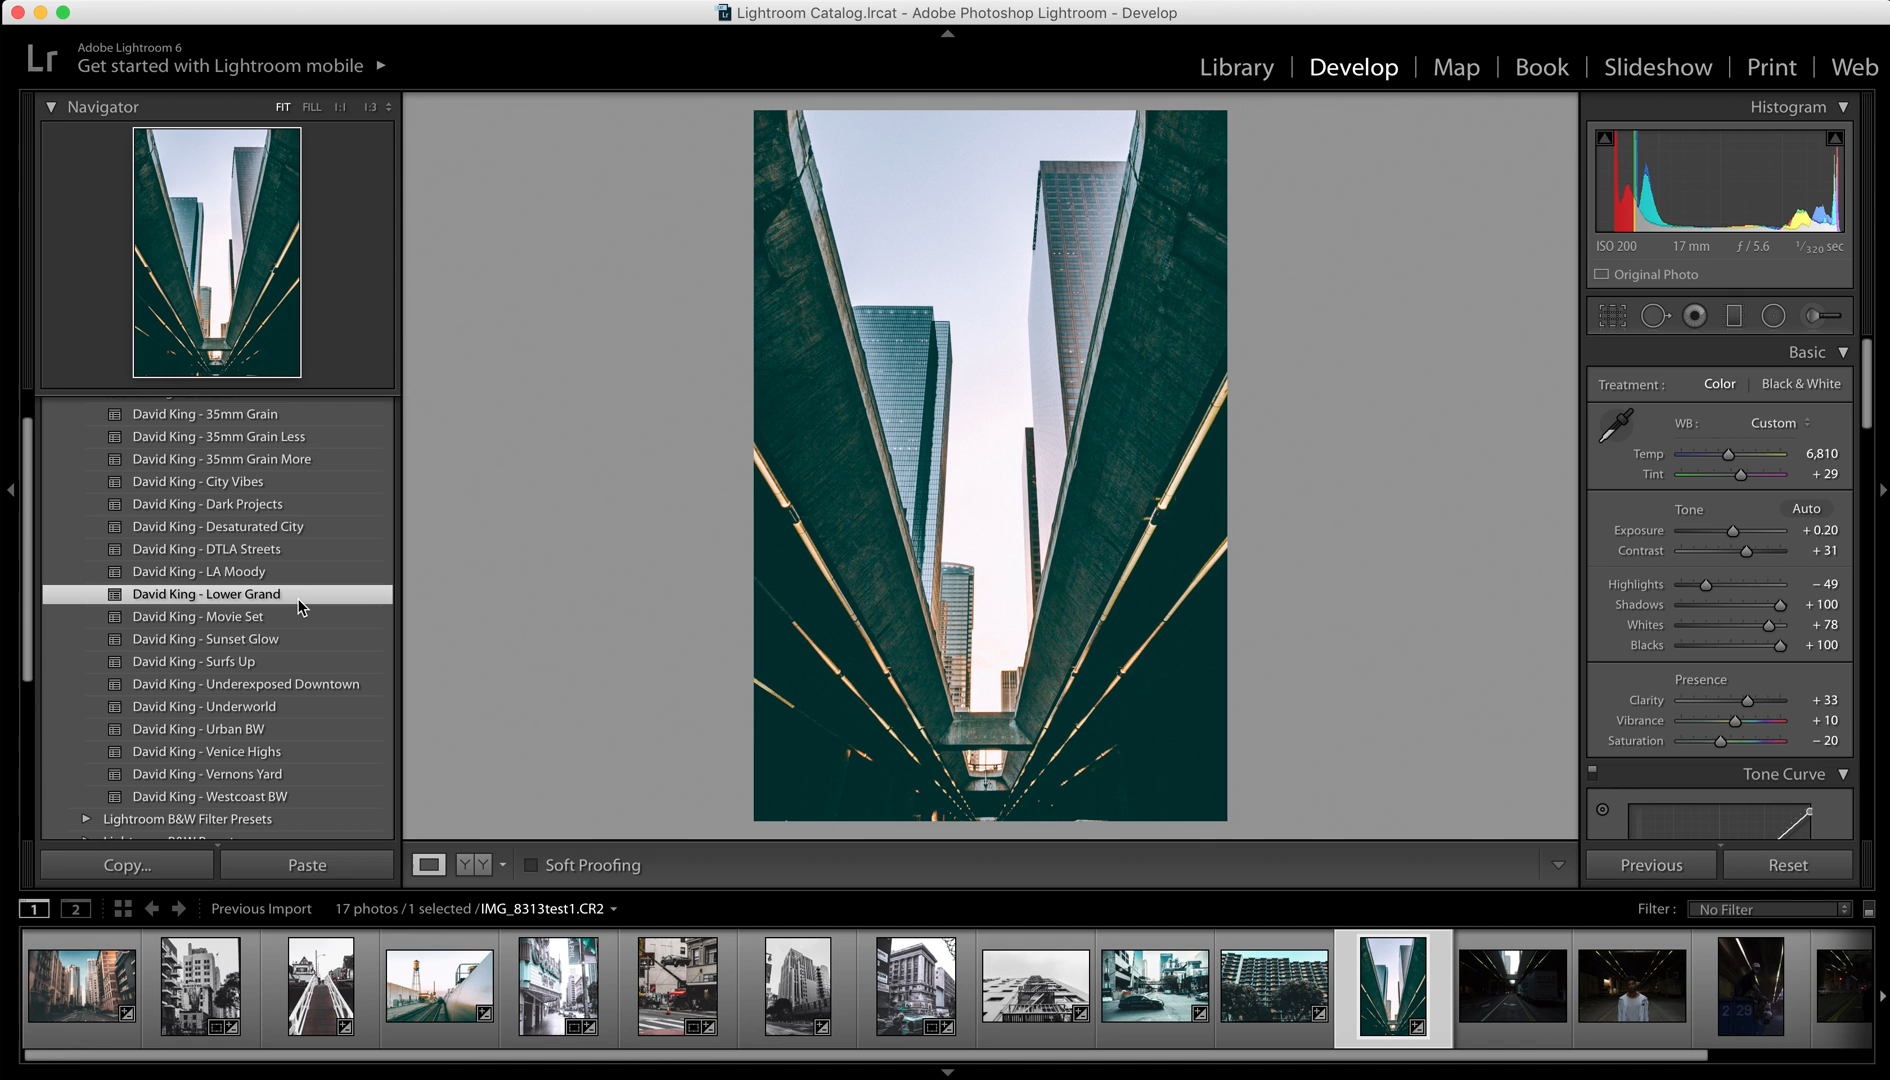 Lightroom Catalog.lrcat - Adobe Photoshop Lightroom - Develop
Lr
Adobe Lightroom 6
Get started with Lightroom mobile
Library | Develop | Map | Book | Slideshow | Print | Web
Navigator FIT FILL 1:1 1:3
David King - 35mm Grain
David King - 35mm Grain Less
David King - 35mm Grain More
David King - City Vibes
David King - Dark Projects
David King - Desaturated City
David King - DTLA Streets
David King - LA Moody
David King - Lower Grand
David King - Movie Set
David King - Sunset Glow
David King - Surfs Up
David King - Underexposed Downtown
David King - Underworld
David King - Urban BW
David King - Venice Highs
David King - Vernons Yard
David King - Westcoast BW
Lightroom B&W Filter Presets
Copy... Paste
Y Y Soft Proofing
Histogram
ISO 200 17 mm ƒ / 5.6 1/320 sec
Original Photo
Basic
Treatment : Color | Black & White
WB : Custom
Temp 6,810
Tint + 29
Tone Auto
Exposure + 0.20
Contrast + 31
Highlights − 49
Shadows + 100
Whites + 78
Blacks + 100
Presence
Clarity + 33
Vibrance + 10
Saturation − 20
Tone Curve
Previous Reset
1 2 Previous Import 17 photos / 1 selected / IMG_8313test1.CR2
Filter : No Filter